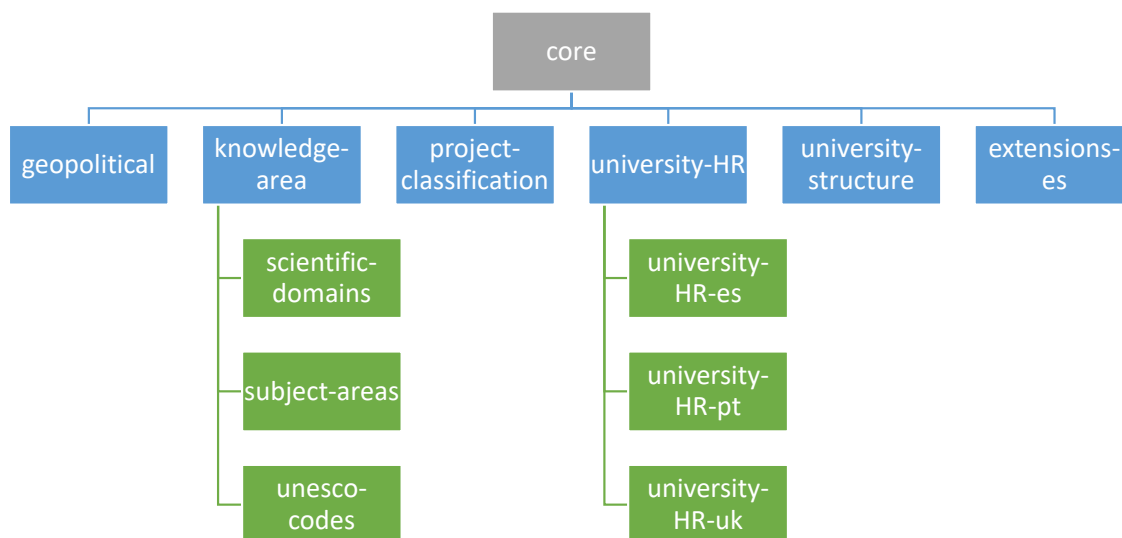 core
geopolitical
knowledge-
area
project-
classification
university-HR
university-
structure
extensions-
es
scientific-
domains
university-
HR-es
subject-areas
university-
HR-pt
unesco-
codes
university-
HR-uk